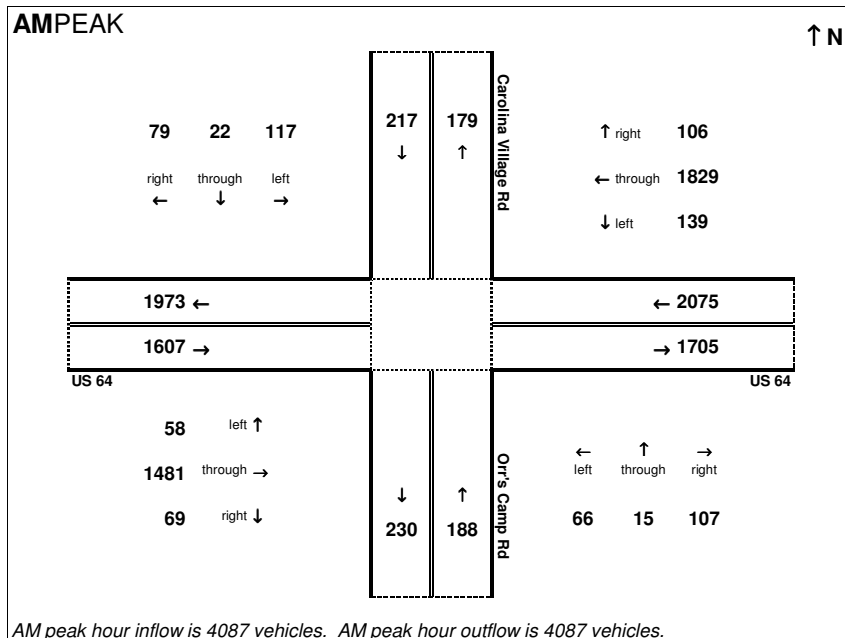 AMPEAK
↑ N
79 22 117
right through left
← ↓ →
217 179
↓ ↑
Carolina Village Rd
↑ right 106
← through 1829
↓ left 139
1973 ←
← 2075
1607 →
→ 1705
US 64
US 64
58 left ↑
1481 through →
69 right ↓
↓ ↑
230 188
Orr's Camp Rd
← ↑ →
left through right
66 15 107
AM peak hour inflow is 4087 vehicles. AM peak hour outflow is 4087 vehicles.